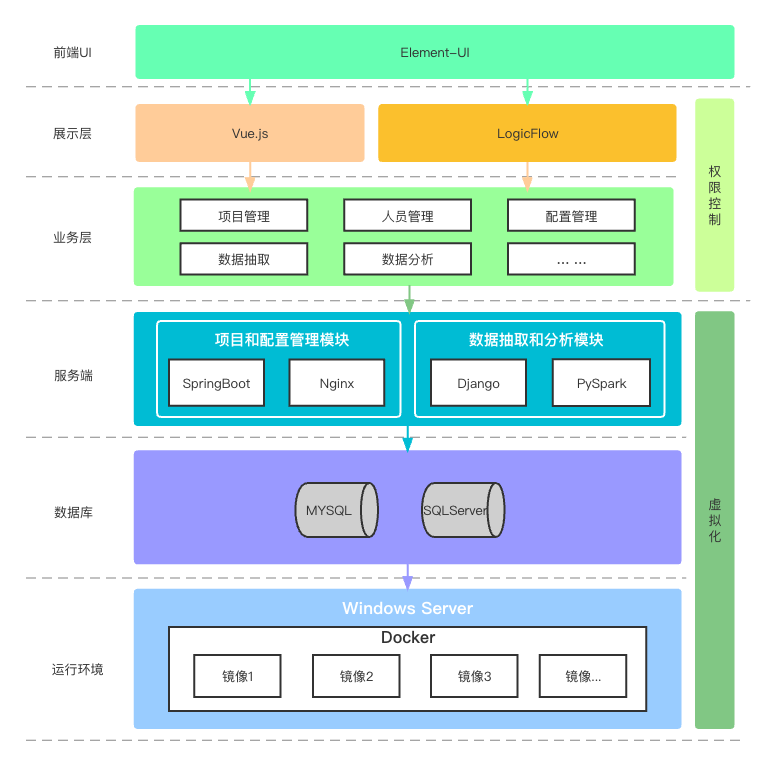 前端UI
Element-UI
展示层
Vue.js
LogicFlow
权限控制
业务层
项目管理
人员管理
配置管理
数据抽取
数据分析
... ...
服务端
项目和配置管理模块
数据抽取和分析模块
SpringBoot
Nginx
Django
PySpark
数据库
MYSQL
SQLServer
虚拟化
运行环境
Windows Server
Docker
镜像1
镜像2
镜像3
镜像...